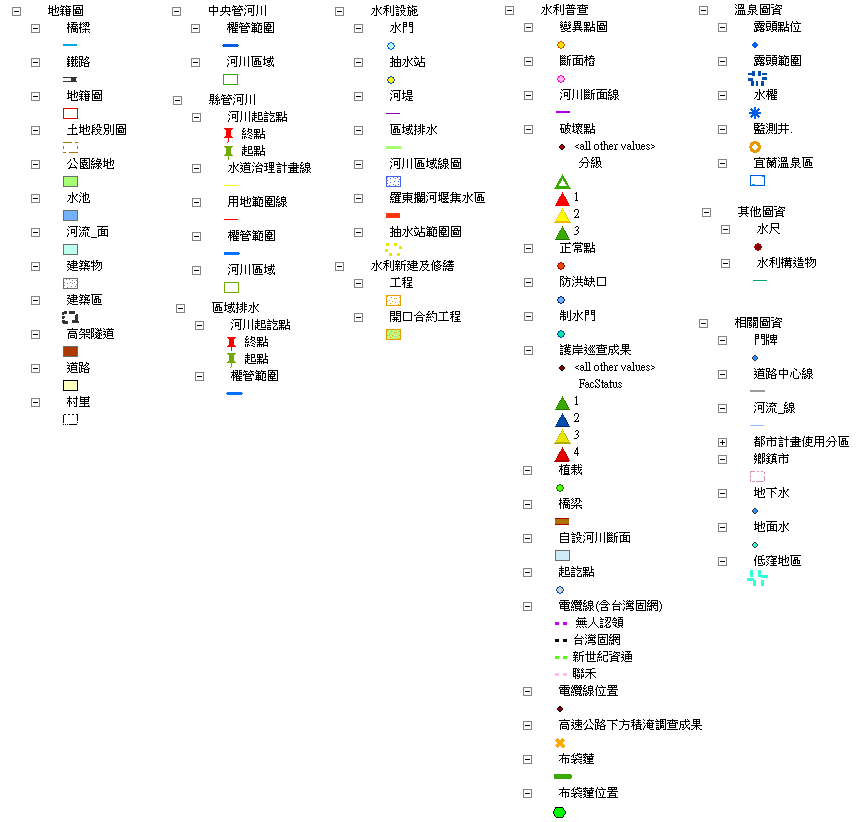 地籍圖
橋樑
鐵路
地籍圖
土地段別圖
公園綠地
水池
河流_面
建築物
建築區
高架隧道
道路
村里
中央管河川
權管範圍
河川區域
縣管河川
河川起訖點
終點
起點
水道治理計畫線
用地範圍線
權管範圍
河川區域
區域排水
河川起訖點
終點
起點
權管範圍
水利設施
水門
抽水站
河堤
區域排水
河川區域線圖
羅東攔河堰集水區
抽水站範圍圖
水利新建及修繕
工程
開口合約工程
水利普查
變異點圖
斷面樁
河川斷面線
破壞點
<all other values>
分級
1
2
3
正常點
防洪缺口
制水門
護岸巡查成果
<all other values>
FacStatus
1
2
3
4
植栽
橋梁
自設河川斷面
起訖點
電纜線(含台灣固網)
無人認領
台灣固網
新世紀資通
聯禾
電纜線位置
高速公路下方積淹調查成果
布袋蓮
布袋蓮位置
溫泉圖資
露頭點位
露頭範圍
水權
監測井.
宜蘭溫泉區
其他圖資
水尺
水利構造物
相關圖資
門牌
道路中心線
河流_線
都市計畫使用分區
鄉鎮市
地下水
地面水
低窪地區